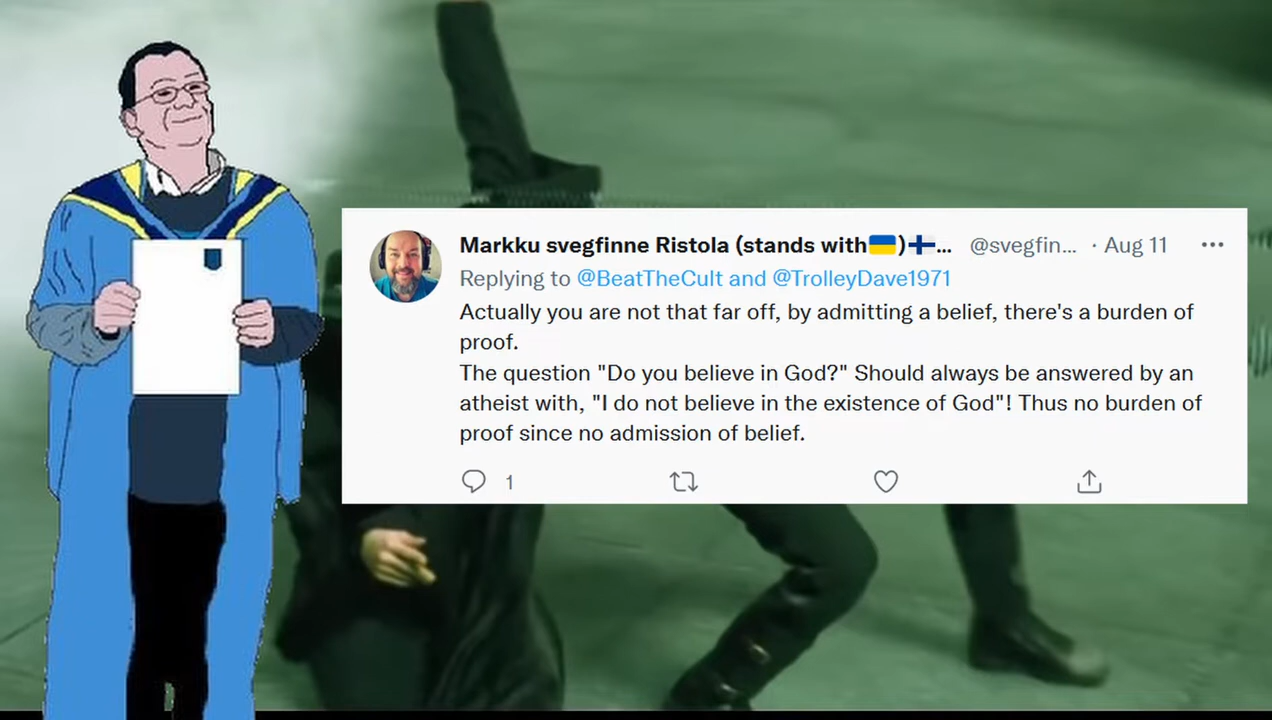 Markku svegfinne Ristola (stands with🇺🇦)🇫🇮... @svegfin... · Aug 11
Replying to @BeatTheCult and @TrolleyDave1971
Actually you are not that far off, by admitting a belief, there's a burden of
proof.
The question "Do you believe in God?" Should always be answered by an
atheist with, "I do not believe in the existence of God"! Thus no burden of
proof since no admission of belief.
1